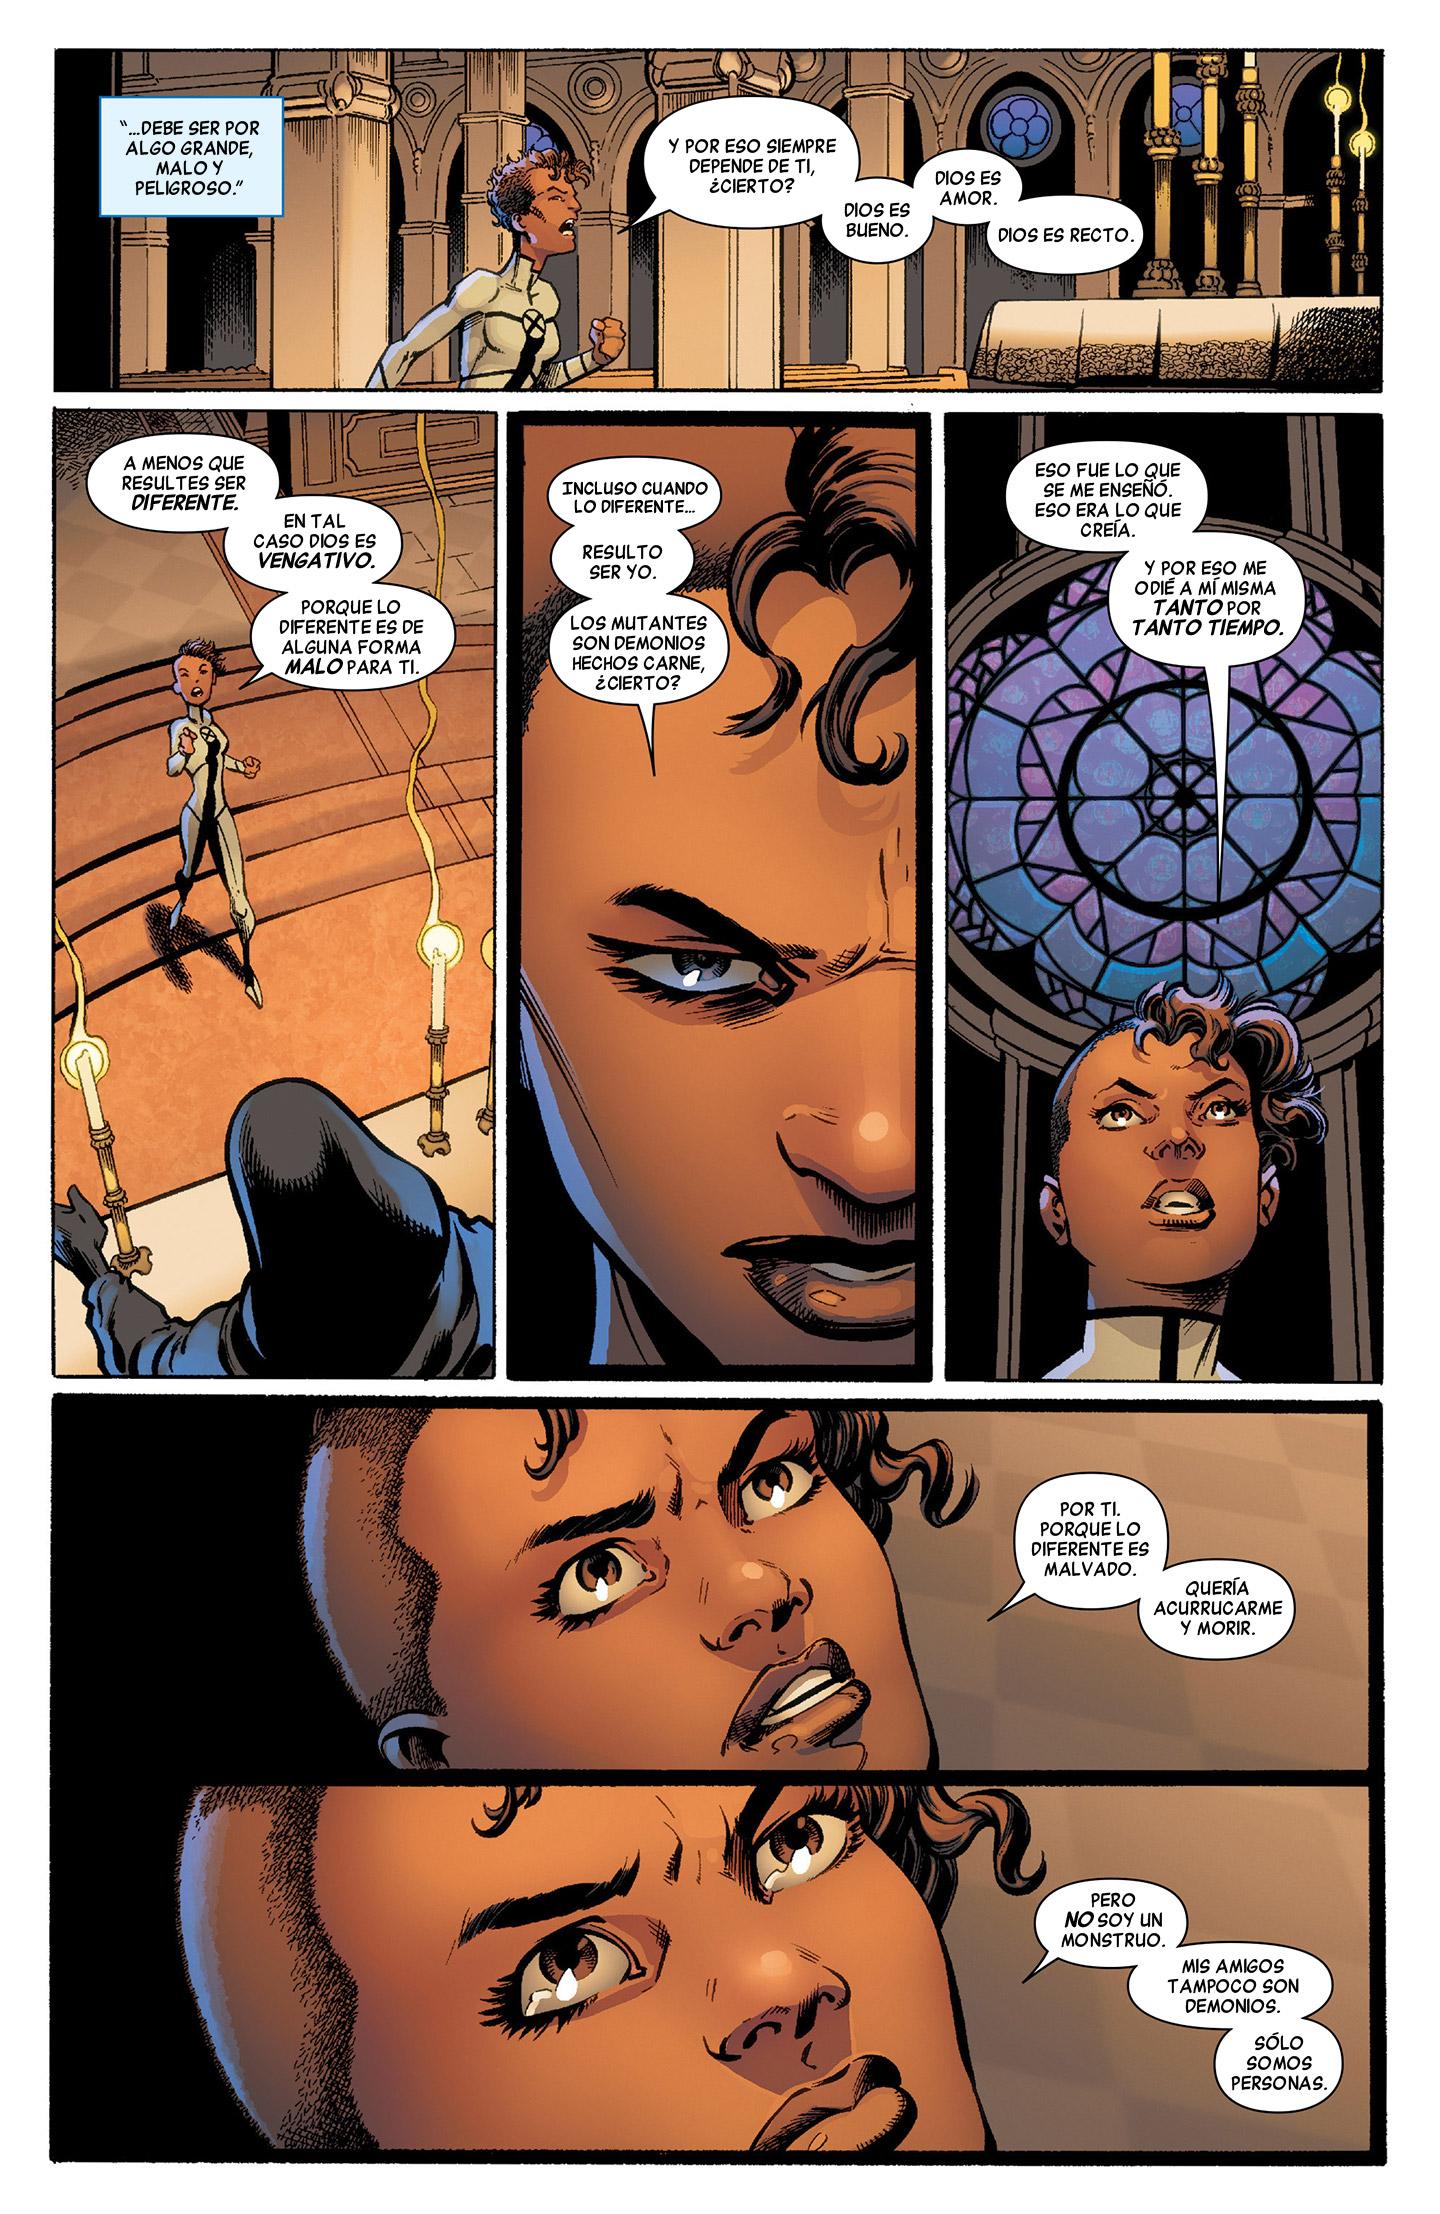 "...DEBE SER POR
ALGO GRANDE,
MALO Y
PELIGROSO."
Y POR ESO SIEMPRE
DEPENDE DE TI,
¿CIERTO?
DIOS ES
BUENO.
DIOS ES
AMOR.
DIOS ES RECTO.
A MENOS QUE
RESULTES SER
DIFERENTE.
EN TAL
CASO DIOS ES
VENGATIVO.
PORQUE LO
DIFERENTE ES DE
ALGUNA FORMA
MALO PARA TI.
INCLUSO CUANDO
LO DIFERENTE...
RESULTO
SER YO.
LOS MUTANTES
SON DEMONIOS
HECHOS CARNE,
¿CIERTO?
ESO FUE LO QUE
SE ME ENSEÑÓ.
ESO ERA LO QUE
CREÍA.
Y POR ESO ME
ODIÉ A MÍ MISMA
TANTO POR
TANTO TIEMPO.
POR TI.
PORQUE LO
DIFERENTE ES
MALVADO.
QUERÍA
ACURRUCARME
Y MORIR.
PERO
NO SOY UN
MONSTRUO.
MIS AMIGOS
TAMPOCO SON
DEMONIOS.
SÓLO
SOMOS
PERSONAS.